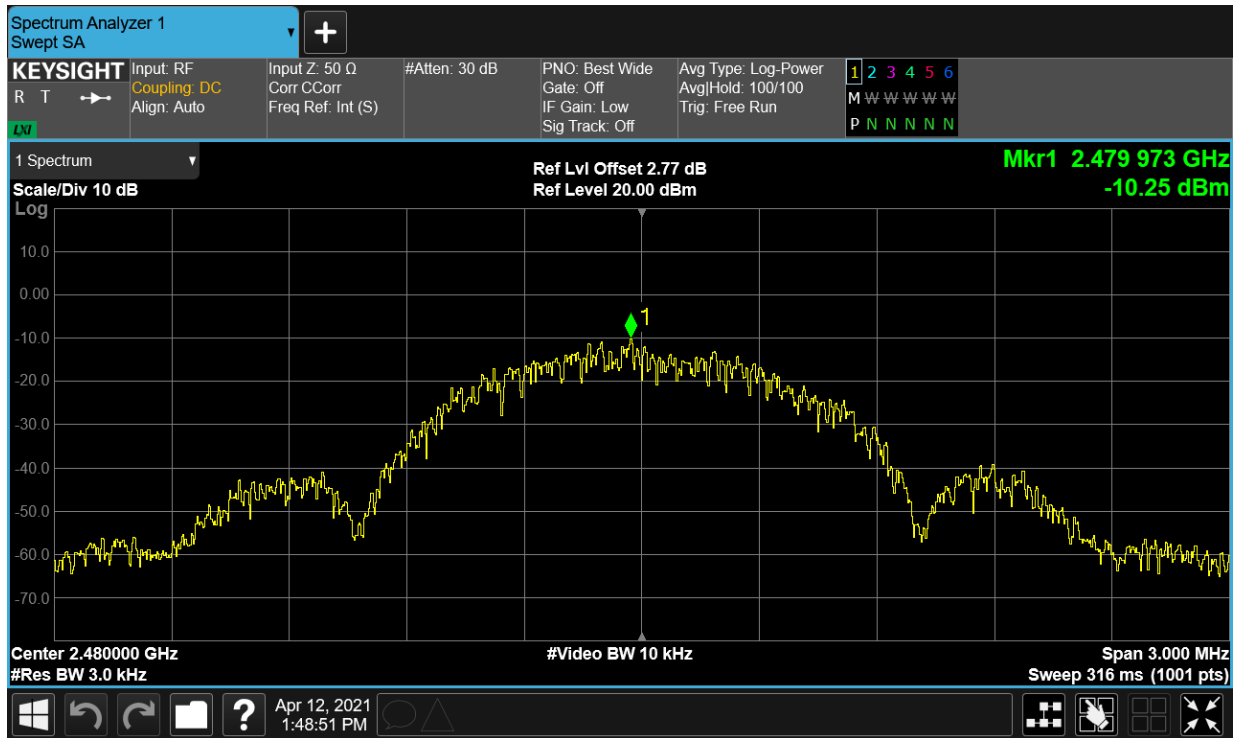 Spectrum Analyzer 1
Swept SA
KEYSIGHT
R T
LXI
Input: RF
Coupling: DC
Align: Auto
Input Z: 50 Ω
Corr CCorr
Freq Ref: Int (S)
#Atten: 30 dB
PNO: Best Wide
Gate: Off
IF Gain: Low
Sig Track: Off
Avg Type: Log-Power
Avg|Hold: 100/100
Trig: Free Run
1 2 3 4 5 6
M W W W W W
P N N N N N
1 Spectrum
Scale/Div 10 dB
Log
Ref Lvl Offset 2.77 dB
Ref Level 20.00 dBm
Mkr1 2.479 973 GHz
-10.25 dBm
10.0
0.00
-10.0
-20.0
-30.0
-40.0
-50.0
-60.0
-70.0
1
Center 2.480000 GHz
#Res BW 3.0 kHz
#Video BW 10 kHz
Span 3.000 MHz
Sweep 316 ms (1001 pts)
?
Apr 12, 2021
1:48:51 PM